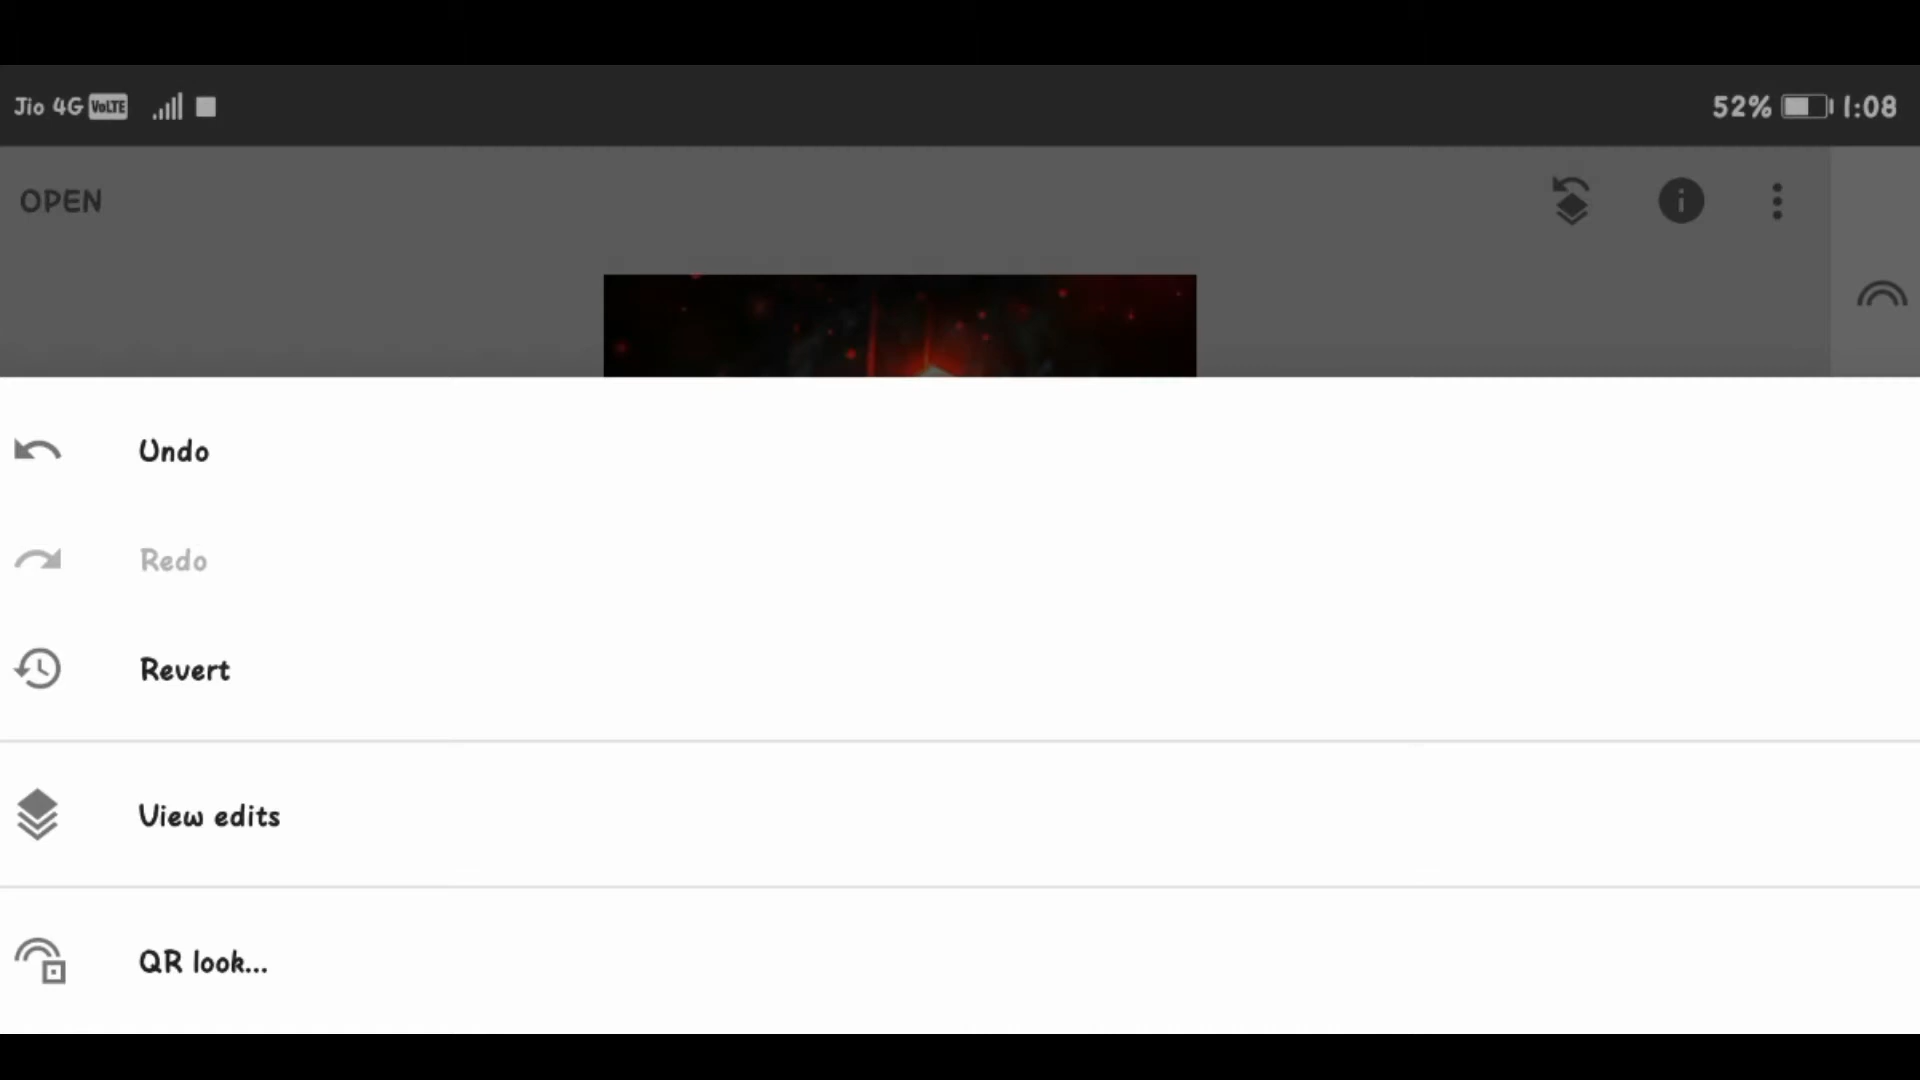 Jio 4G VoLTE 52% 1:08
OPEN
Undo
Redo
Revert
View edits
QR look...